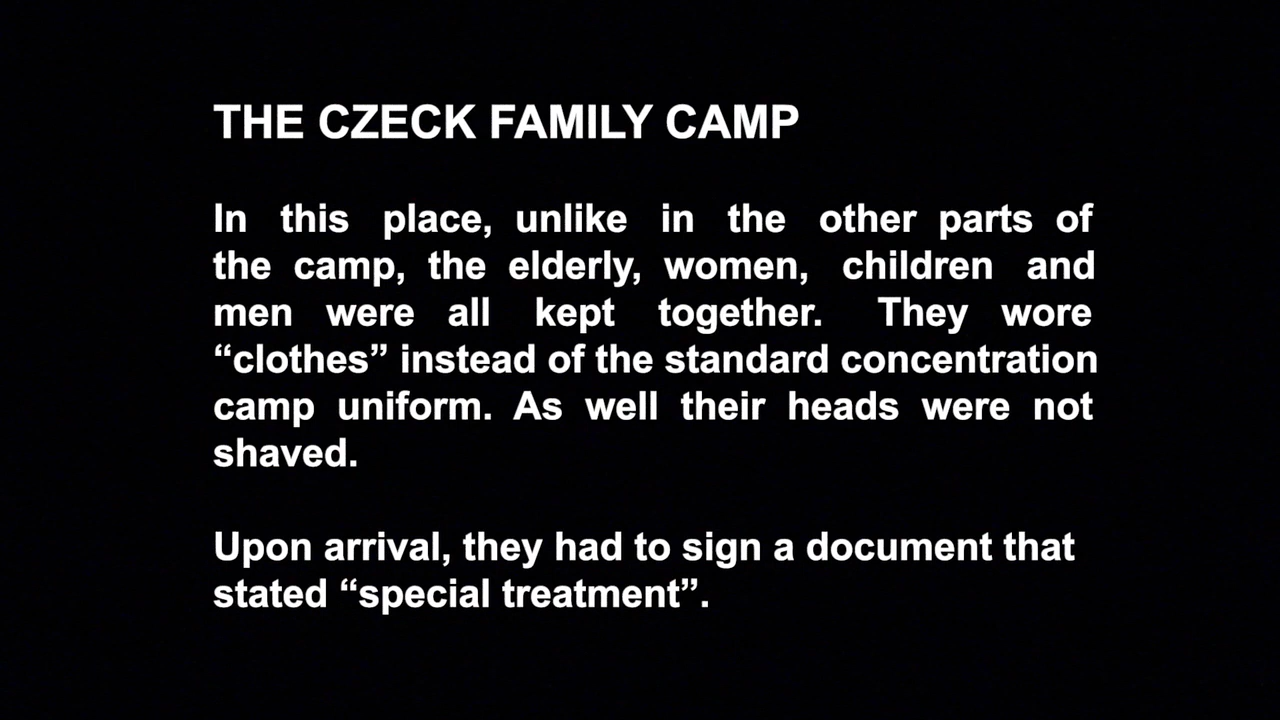 THE CZECK FAMILY CAMP
In this place, unlike in the other parts of
the camp, the elderly, women, children and
men were all kept together. They wore
“clothes” instead of the standard concentration
camp uniform. As well their heads were not
shaved.
Upon arrival, they had to sign a document that
stated “special treatment”.